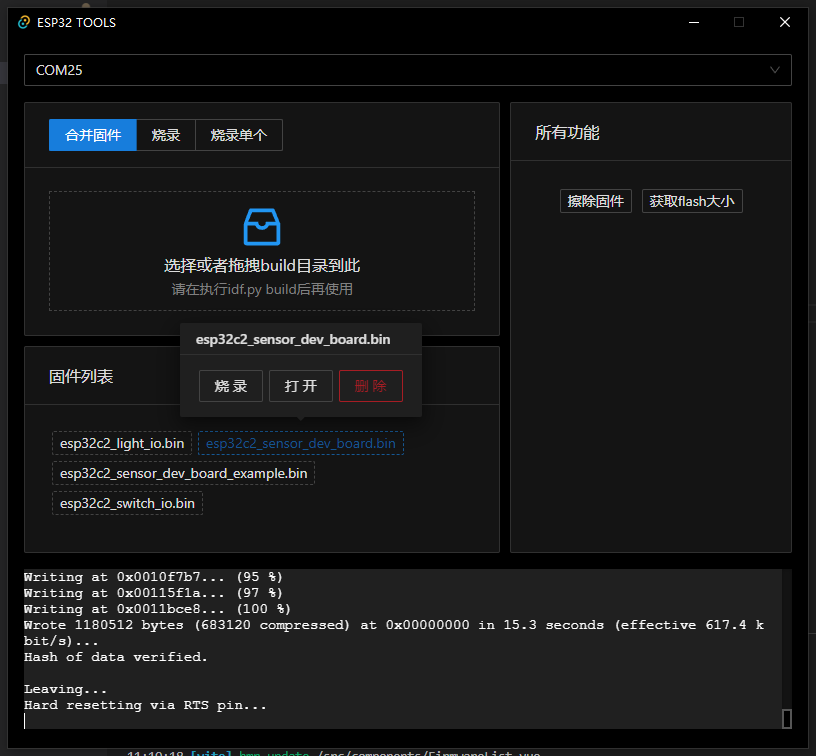 ESP32 TOOLS
COM25
合并固件 烧录 烧录单个
所有功能
擦除固件 获取flash大小
选择或者拖拽build目录到此
请在执行idf.py build后再使用
esp32c2_sensor_dev_board.bin
烧 录 打 开 删 除
固件列表
esp32c2_light_io.bin esp32c2_sensor_dev_board.bin
esp32c2_sensor_dev_board_example.bin
esp32c2_switch_io.bin
Writing at 0x0010f7b7... (95 %)
Writing at 0x00115f1a... (97 %)
Writing at 0x0011bce8... (100 %)
Wrote 1180512 bytes (683120 compressed) at 0x00000000 in 15.3 seconds (effective 617.4 k
bit/s)...
Hash of data verified.
Leaving...
Hard resetting via RTS pin...
11:10:18 [vite] hmr update /src/components/FirmwareList.vue